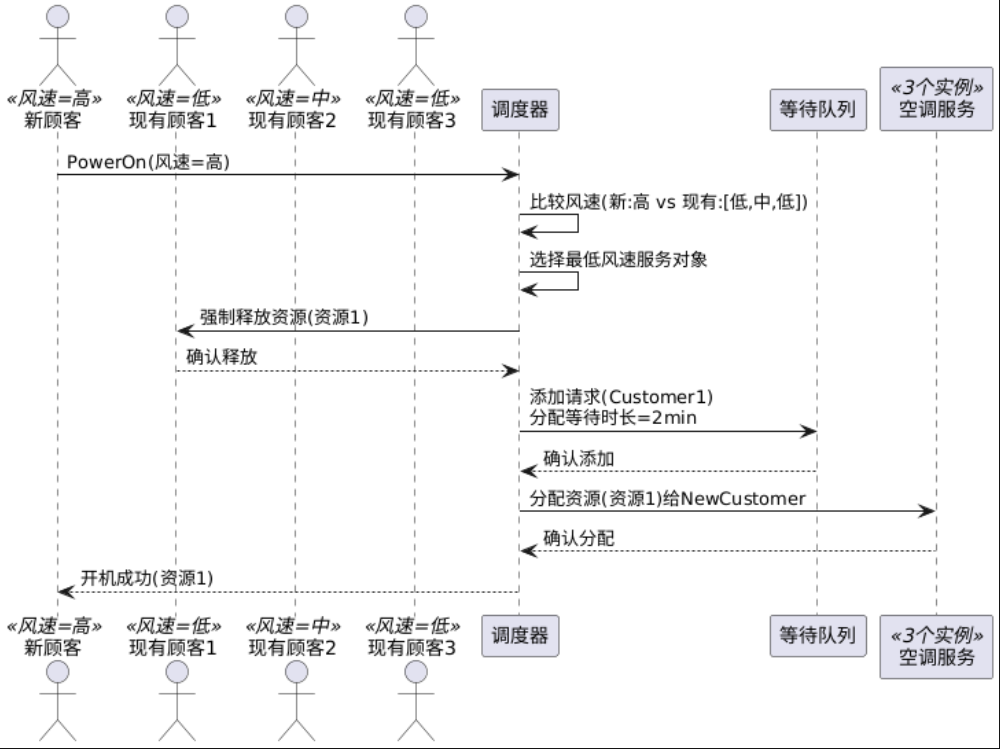 «风速=高»
新顾客
«风速=低»
现有顾客1
«风速=中»
现有顾客2
«风速=低»
现有顾客3
调度器
等待队列
«3个实例»
空调服务
PowerOn(风速=高)
比较风速(新:高 vs 现有:[低,中,低])
选择最低风速服务对象
强制释放资源(资源1)
确认释放
添加请求(Customer1)
分配等待时长=2min
确认添加
分配资源(资源1)给NewCustomer
确认分配
开机成功(资源1)
«风速=高»
新顾客
«风速=低»
现有顾客1
«风速=中»
现有顾客2
«风速=低»
现有顾客3
调度器
等待队列
«3个实例»
空调服务